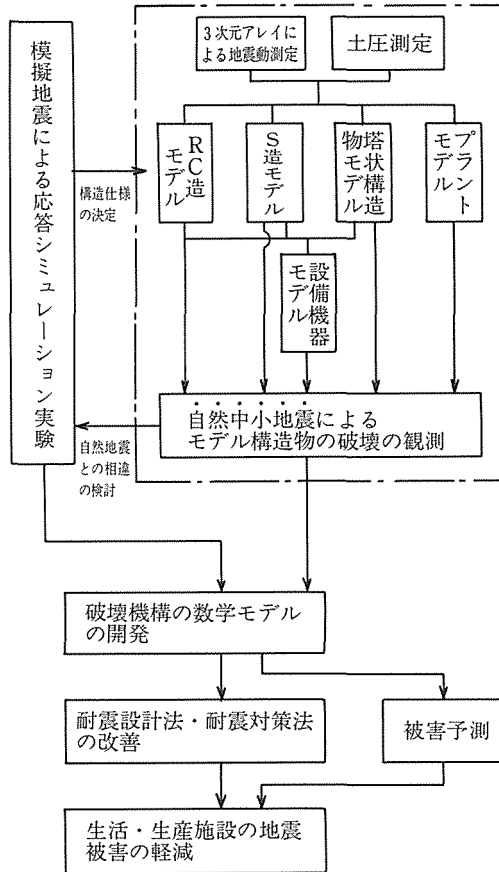 3次元アレイに
よる地震動測定
土圧測定
模擬地震による応答シミュレーション実験
構造仕様
の決定
RC造
モデル
S造モデル
塔状構造
物モデル
プラント
モデル
設備機器
モデル
自然中小地震による
モデル構造物の破壊の観測
自然地震
との相違
の検討
破壊機構の数学モデル
の開発
耐震設計法・耐震対策法
の改善
被害予測
生活・生産施設の地震
被害の軽減